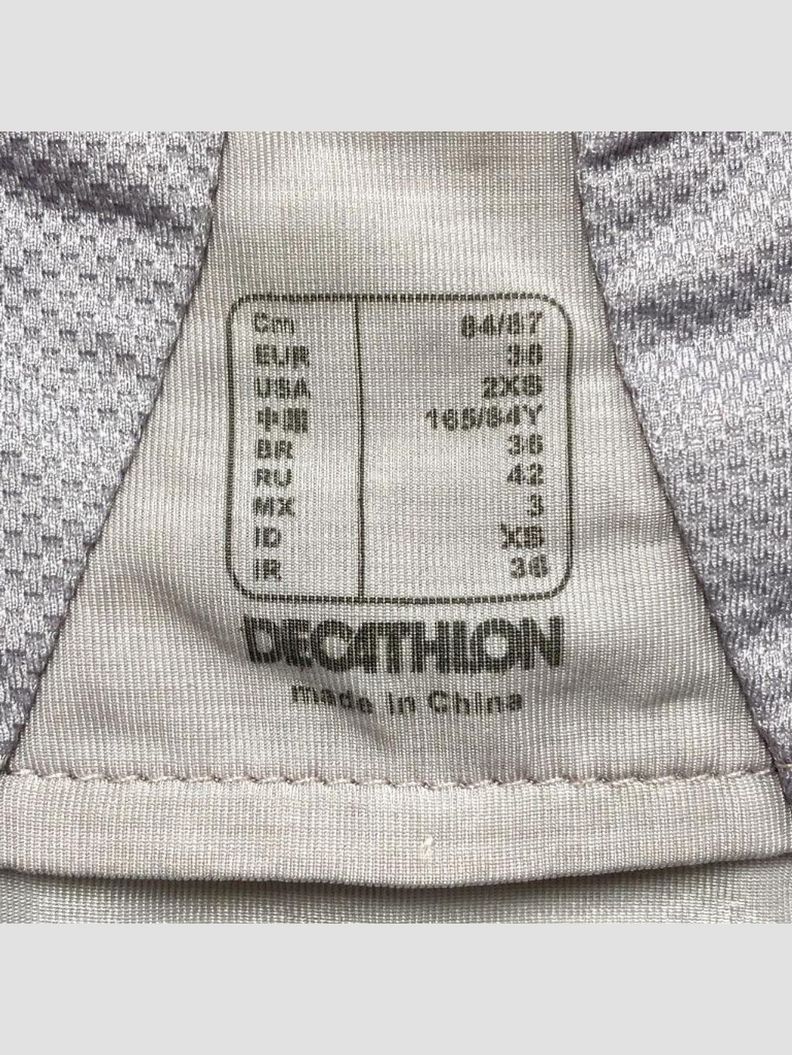 Cm 84/87
EUR 36
USA 2XS
中国 165/84Y
BR 36
RU 42
MX 3
ID XS
IR 36
DECATHLON
made in China